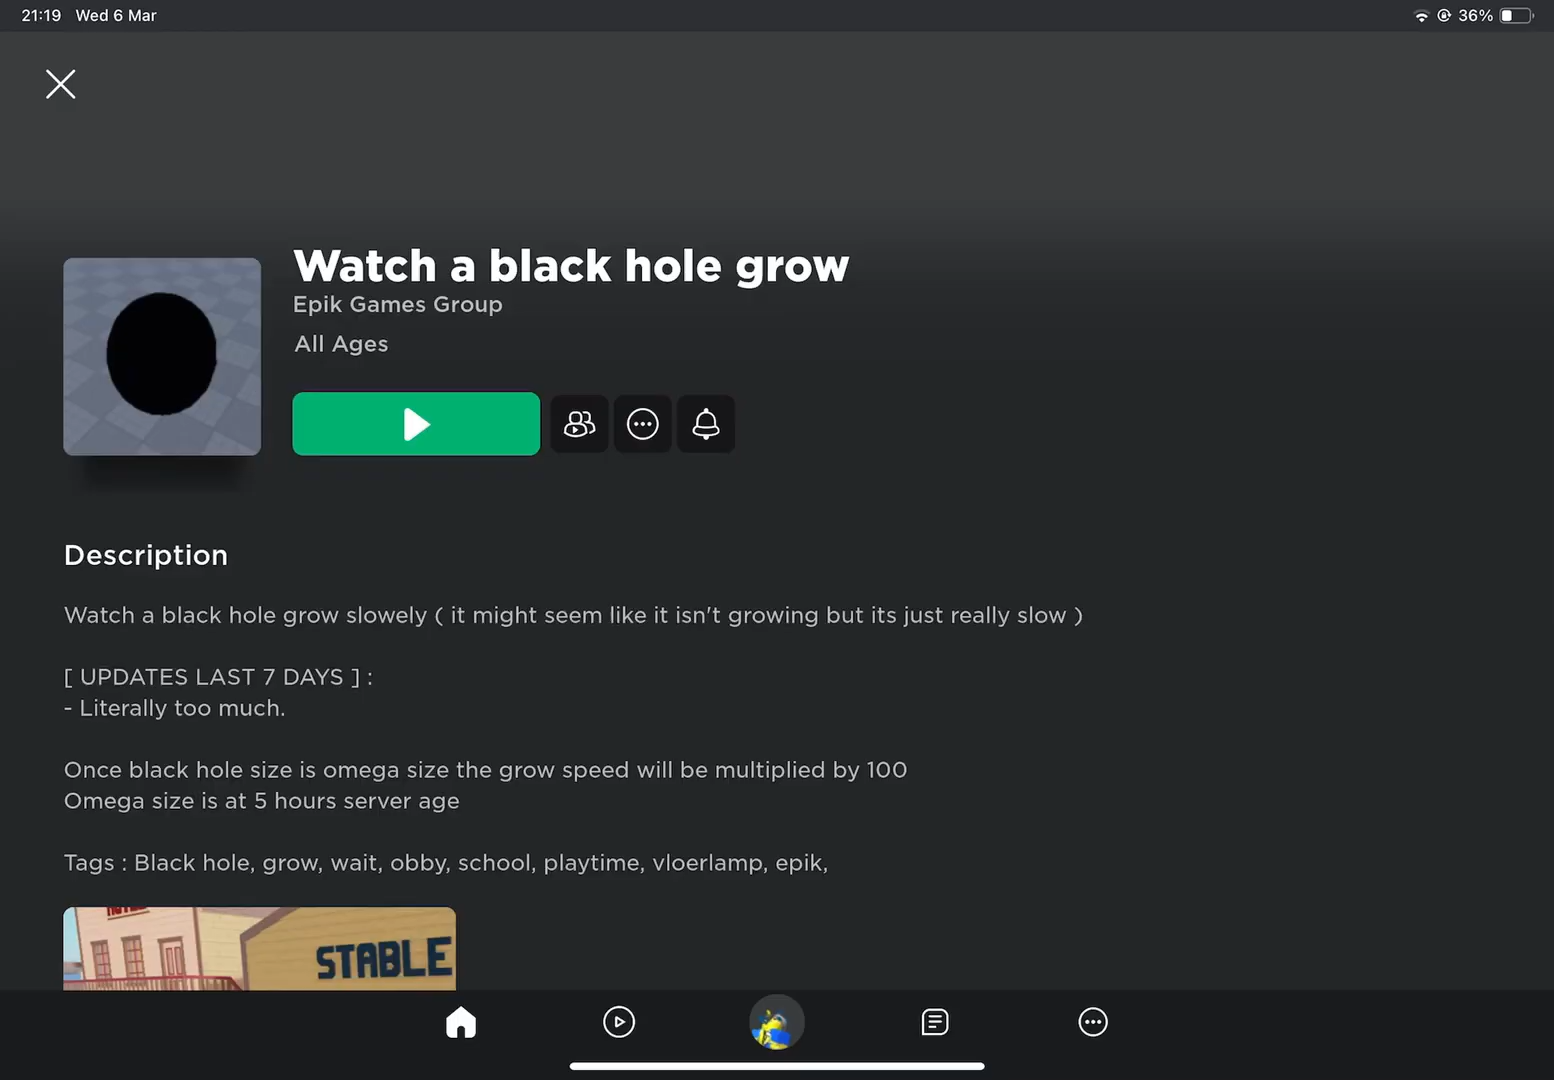 21:19 Wed 6 Mar
36%
Watch a black hole grow
Epik Games Group
All Ages
Description
Watch a black hole grow slowely ( it might seem like it isn't growing but its just really slow )
[ UPDATES LAST 7 DAYS ] :
- Literally too much.
Once black hole size is omega size the grow speed will be multiplied by 100
Omega size is at 5 hours server age
Tags : Black hole, grow, wait, obby, school, playtime, vloerlamp, epik,
STABLE